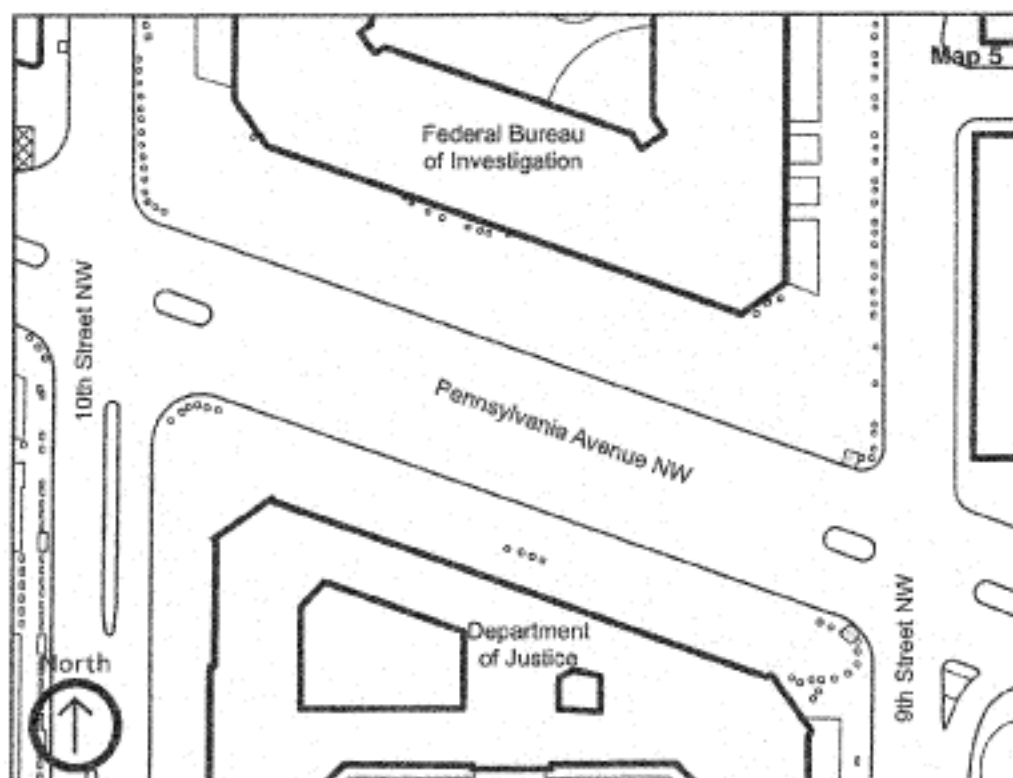 Map 5
Federal Bureau
of Investigation
10th Street NW
Pennsylvania Avenue NW
9th Street NW
Department
of Justice
North